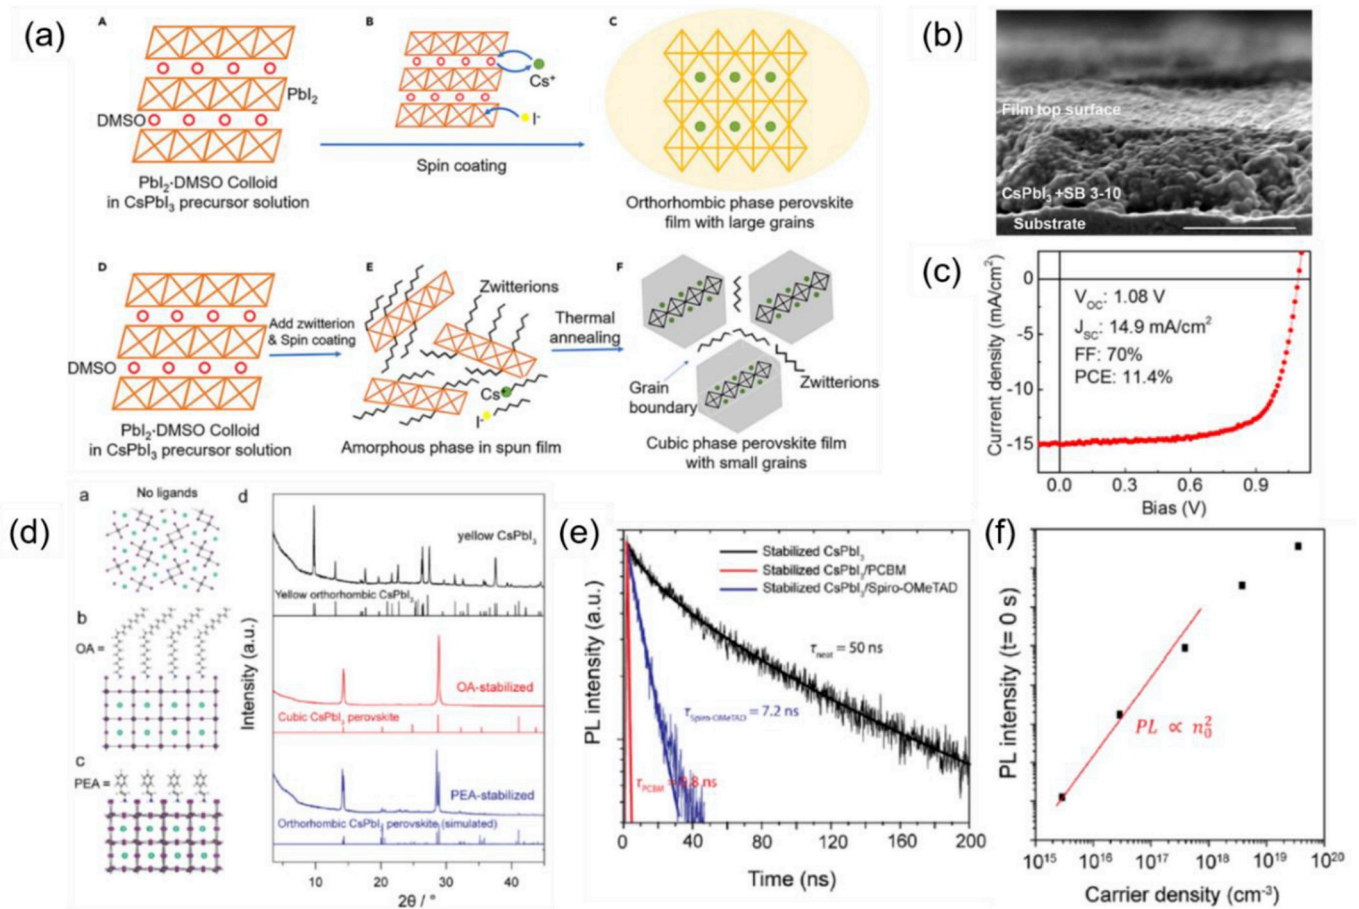 (a)
A
B
C
PbI2
DMSO
Cs+
I-
Spin coating
PbI2·DMSO Colloid
in CsPbI3 precursor solution
Orthorhombic phase perovskite
film with large grains
D
E
F
DMSO
Add zwitterion
& Spin coating
Zwitterions
Cs
I-
Thermal
annealing
Grain
boundary
Zwitterions
PbI2·DMSO Colloid
in CsPbI3 precursor solution
Amorphous phase in spun film
Cubic phase perovskite film
with small grains
(b)
Film top surface
CsPbI3 +SB 3-10
Substrate
(c)
Current density (mA/cm2)
0
-5
-10
-15
VOC: 1.08 V
JSC: 14.9 mA/cm2
FF: 70%
PCE: 11.4%
0.0
0.3
0.6
0.9
Bias (V)
(d)
a
No ligands
b
OA =
c
PEA =
d
Intensity (a.u.)
yellow CsPbI3
Yellow orthorhombic CsPbI3
OA-stabilized
Cubic CsPbI3 perovskite
PEA-stabilized
Orthorhombic CsPbI3 perovskite (simulated)
10
20
30
40
2θ / °
(e)
PL intensity (a.u.)
Stabilized CsPbI3
Stabilized CsPbI3/PCBM
Stabilized CsPbI3/Spiro-OMeTAD
τneat = 50 ns
τSpiro-OMeTAD = 7.2 ns
τPCBM = 0.8 ns
0
40
80
120
160
200
Time (ns)
(f)
PL intensity (t= 0 s)
PL ∝ n02
1015
1016
1017
1018
1019
1020
Carrier density (cm-3)